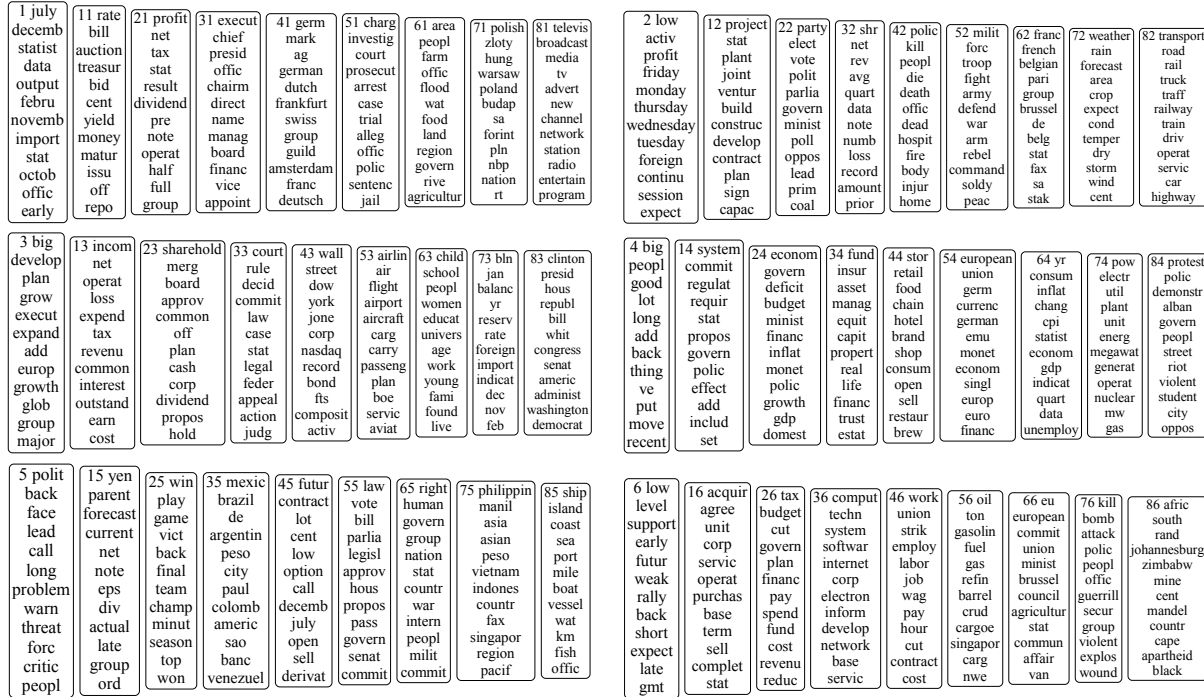 1 july
decemb
statist
data
output
febru
novemb
import
stat
octob
offic
early
11 rate
bill
auction
treasur
bid
cent
yield
money
matur
issu
off
repo
21 profit
net
tax
stat
result
dividend
pre
note
operat
half
full
group
31 execut
chief
presid
offic
chairm
direct
name
manag
board
financ
vice
appoint
41 germ
mark
ag
german
dutch
frankfurt
swiss
group
guild
amsterdam
franc
deutsch
51 charg
investig
court
prosecut
arrest
case
trial
alleg
offic
polic
sentenc
jail
61 area
peopl
farm
offic
flood
wat
food
land
region
govern
rive
agricultur
71 polish
zloty
hung
warsaw
poland
budap
sa
forint
pln
nbp
nation
rt
81 televis
broadcast
media
tv
advert
new
channel
network
station
radio
entertain
program
2 low
activ
profit
friday
monday
thursday
wednesday
tuesday
foreign
continu
session
expect
12 project
stat
plant
joint
ventur
build
construc
develop
contract
plan
sign
capac
22 party
elect
vote
polit
parlia
govern
minist
poll
oppos
lead
prim
coal
32 shr
net
rev
avg
quart
data
note
numb
loss
record
amount
prior
42 polic
kill
peopl
die
death
offic
dead
hospit
fire
body
injur
home
52 milit
forc
troop
fight
army
defend
war
arm
rebel
command
soldy
peac
62 franc
french
belgian
pari
group
brussel
de
belg
stat
fax
sa
stak
72 weather
rain
forecast
area
crop
expect
cond
temper
dry
storm
wind
cent
82 transport
road
rail
truck
traff
railway
train
driv
operat
servic
car
highway
3 big
develop
plan
grow
execut
expand
add
europ
growth
glob
group
major
13 incom
net
operat
loss
expend
tax
revenu
common
interest
outstand
earn
cost
23 sharehold
merg
board
approv
common
off
plan
cash
corp
dividend
propos
hold
33 court
rule
decid
commit
law
case
stat
legal
feder
appeal
action
judg
43 wall
street
dow
york
jone
corp
nasdaq
record
bond
fts
composit
activ
53 airlin
air
flight
airport
aircraft
carg
carry
passeng
plan
boe
servic
aviat
63 child
school
peopl
women
educat
univers
age
work
young
fami
found
live
73 bln
jan
balanc
yr
reserv
rate
foreign
import
indicat
dec
nov
feb
83 clinton
presid
hous
republ
bill
whit
congress
senat
americ
administ
washington
democrat
4 big
peopl
good
lot
long
add
back
thing
ve
put
move
recent
14 system
commit
regulat
requir
stat
propos
govern
polic
effect
add
includ
set
24 econom
govern
deficit
budget
minist
financ
inflat
monet
polic
growth
gdp
domest
34 fund
insur
asset
manag
equit
capit
propert
real
life
financ
trust
estat
44 stor
retail
food
chain
hotel
brand
shop
consum
open
sell
restaur
brew
54 european
union
germ
currenc
german
emu
monet
econom
singl
europ
euro
financ
64 yr
consum
inflat
chang
cpi
statist
econom
gdp
indicat
quart
data
unemploy
74 pow
electr
util
plant
unit
energ
megawat
generat
operat
nuclear
mw
gas
84 protest
polic
demonstr
alban
govern
peopl
street
riot
violent
student
city
oppos
5 polit
back
face
lead
call
long
problem
warn
threat
forc
critic
peopl
15 yen
parent
forecast
current
net
note
eps
div
actual
late
group
ord
25 win
play
game
vict
back
final
team
champ
minut
season
top
won
35 mexic
brazil
de
argentin
peso
city
paul
colomb
americ
sao
banc
venezuel
45 futur
contract
lot
cent
low
option
call
decemb
july
open
sell
derivat
55 law
vote
bill
parlia
legisl
approv
hous
propos
pass
govern
senat
commit
65 right
human
govern
group
nation
stat
countr
war
intern
peopl
milit
commit
75 philippin
manil
asia
asian
peso
vietnam
indones
countr
fax
singapor
region
pacif
85 ship
island
coast
sea
port
mile
boat
vessel
wat
km
fish
offic
6 low
level
support
early
futur
weak
rally
back
short
expect
late
gmt
16 acquir
agree
unit
corp
servic
operat
purchas
base
term
sell
complet
stat
26 tax
budget
cut
govern
plan
financ
pay
spend
fund
cost
revenu
reduc
36 comput
techn
system
softwar
internet
corp
electron
inform
develop
network
base
servic
46 work
union
strik
employ
labor
job
wag
pay
hour
cut
contract
cost
56 oil
ton
gasolin
fuel
gas
refin
barrel
crud
cargoe
singapor
carg
nwe
66 eu
european
commit
union
minist
brussel
council
agricultur
stat
commun
affair
van
76 kill
bomb
attack
polic
peopl
offic
guerrill
secur
group
violent
explos
wound
86 afric
south
rand
johannesburg
zimbabw
mine
cent
mandel
countr
cape
apartheid
black